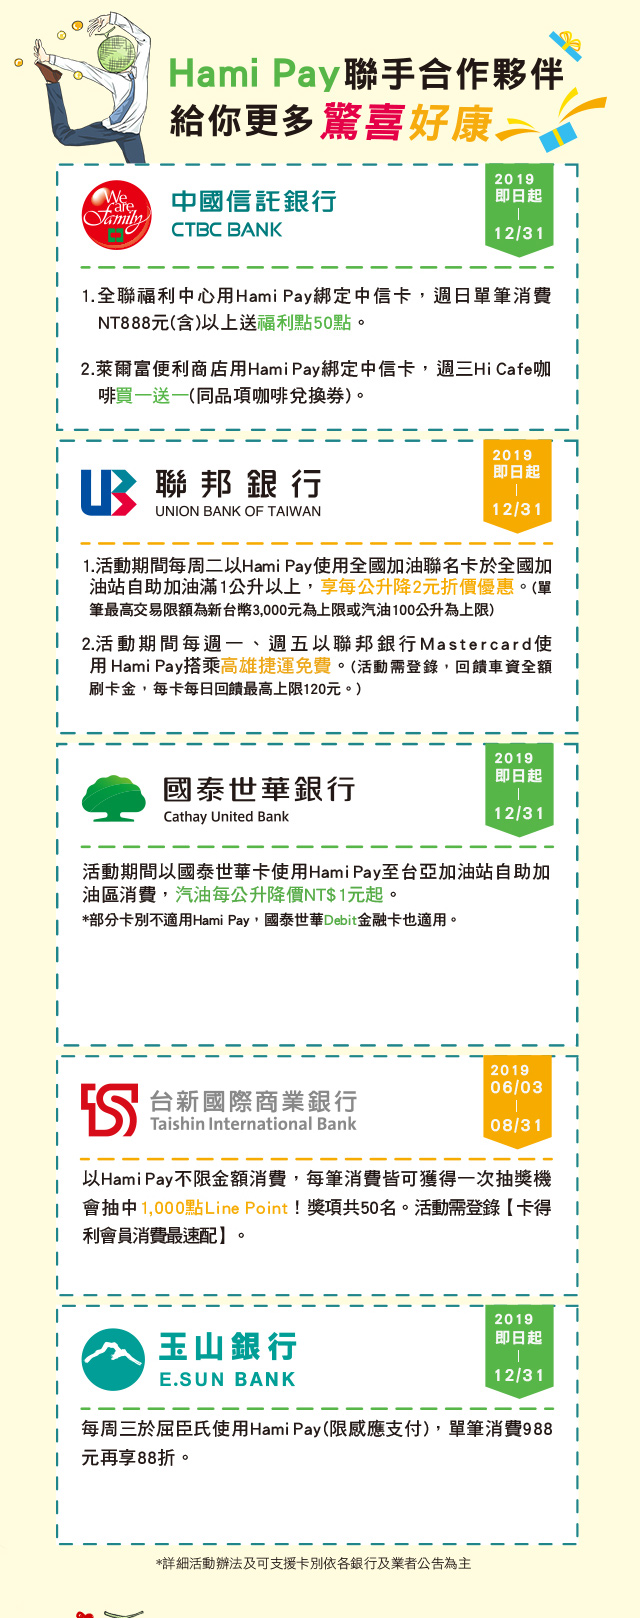 Hami Pay聯手合作夥伴
給你更多驚喜好康
We are Family
中國信託銀行
CTBC BANK
2019
即日起
|
12/31
1.全聯福利中心用Hami Pay綁定中信卡，週日單筆消費
NT888元(含)以上送福利點50點。
2.萊爾富便利商店用Hami Pay綁定中信卡，週三Hi Cafe咖
啡買一送一(同品項咖啡兌換券)。
聯邦銀行
UNION BANK OF TAIWAN
2019
即日起
|
12/31
1.活動期間每周二以Hami Pay使用全國加油聯名卡於全國加
油站自助加油滿1公升以上，享每公升降2元折價優惠。(單
筆最高交易限額為新台幣3,000元為上限或汽油100公升為上限)
2.活動期間每週一、週五以聯邦銀行Mastercard使
用Hami Pay搭乘高雄捷運免費。(活動需登錄，回饋車資全額
刷卡金，每卡每日回饋最高上限120元。)
國泰世華銀行
Cathay United Bank
2019
即日起
|
12/31
活動期間以國泰世華卡使用Hami Pay至台亞加油站自助加
油區消費，汽油每公升降價NT$1元起。
*部分卡別不適用Hami Pay，國泰世華Debit金融卡也適用。
台新國際商業銀行
Taishin International Bank
2019
06/03
|
08/31
以Hami Pay不限金額消費，每筆消費皆可獲得一次抽獎機
會抽中1,000點Line Point！獎項共50名。活動需登錄【卡得
利會員消費最速配】。
玉山銀行
E.SUN BANK
2019
即日起
|
12/31
每周三於屈臣氏使用Hami Pay(限感應支付)，單筆消費988
元再享88折。
*詳細活動辦法及可支援卡別依各銀行及業者公告為主